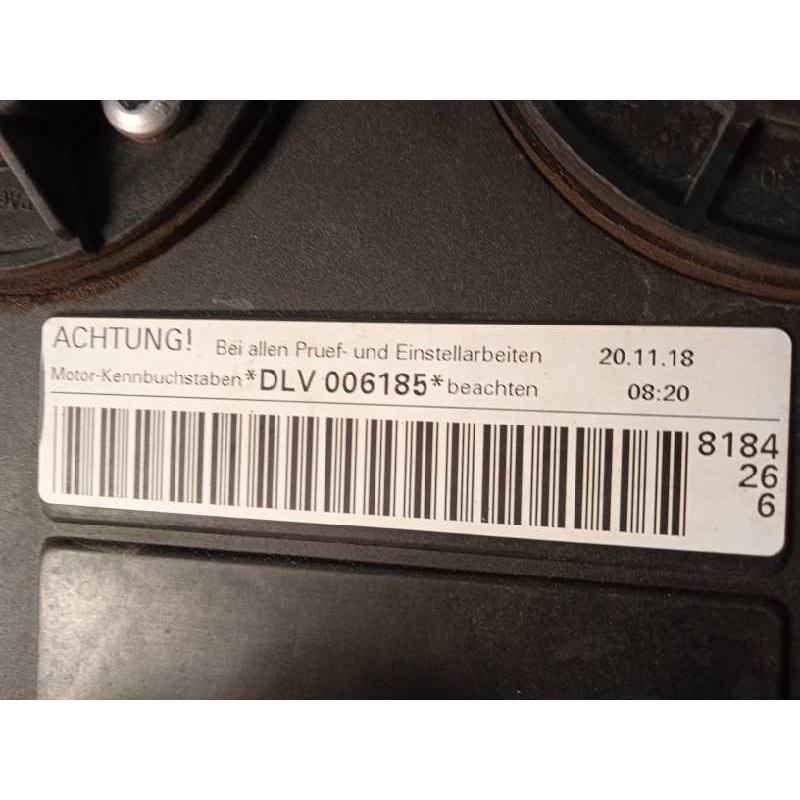 ACHTUNG! Bei allen Pruef- und Einstellarbeiten 20.11.18
Motor-Kennbuchstaben *DLV 006185* beachten 08:20
8184
26
6